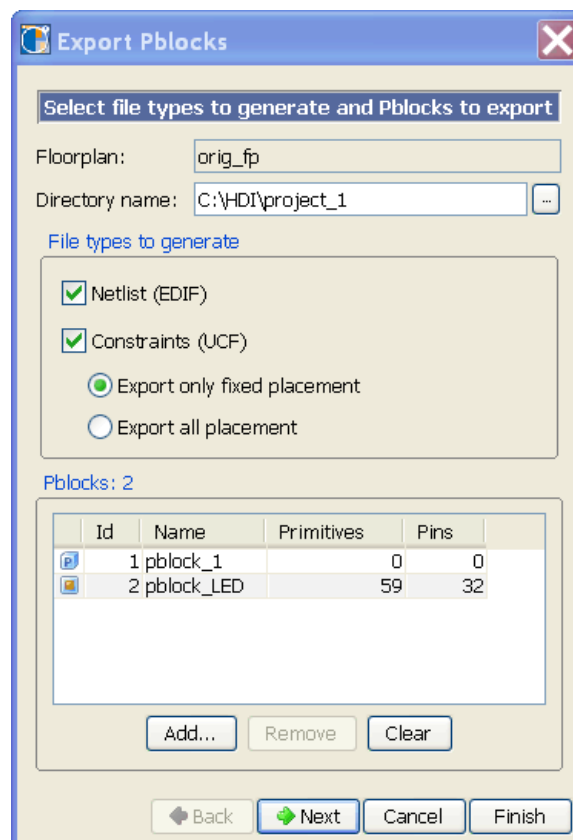 Export Pblocks
Select file types to generate and Pblocks to export
Floorplan: orig_fp
Directory name: C:\HDI\project_1 ...
File types to generate
Netlist (EDIF)
Constraints (UCF)
Export only fixed placement
Export all placement
Pblocks: 2
Id Name Primitives Pins
1 pblock_1 0 0
2 pblock_LED 59 32
Add... Remove Clear
Back Next Cancel Finish